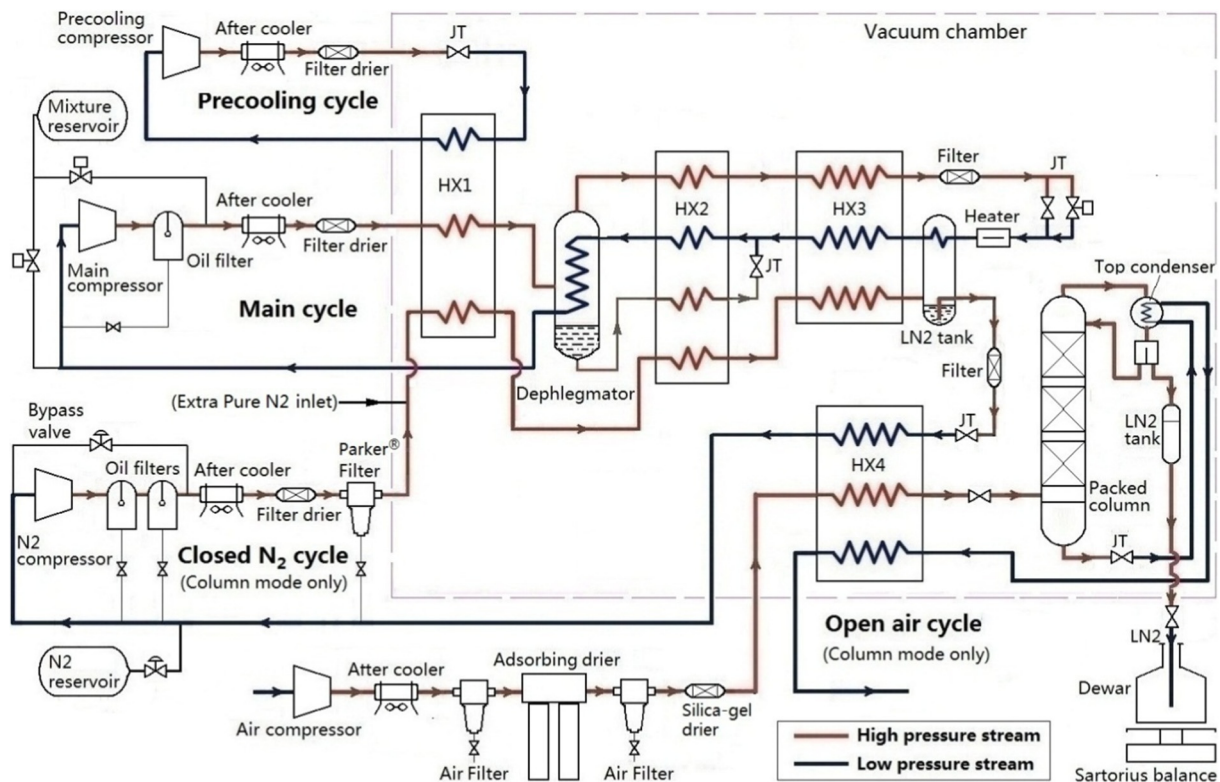 Precooling
compressor
After cooler
Filter drier
JT
Vacuum chamber
Precooling cycle
Mixture
reservoir
HX1
After cooler
Filter drier
Oil filter
Main
compressor
Main cycle
HX2
HX3
Filter
JT
Heater
JT
LN2 tank
Top condenser
Dephlegmator
Filter
(Extra Pure N2 inlet)
Bypass
valve
Oil filters
After cooler
Parker®
Filter
Filter drier
N2
compressor
Closed N₂ cycle
(Column mode only)
JT
HX4
LN2
tank
Packed
column
JT
N2
reservoir
Open air cycle
(Column mode only)
LN2
Dewar
Sartorius balance
Air compressor
After cooler
Adsorbing drier
Air Filter
Air Filter
Silica-gel
drier
High pressure stream
Low pressure stream